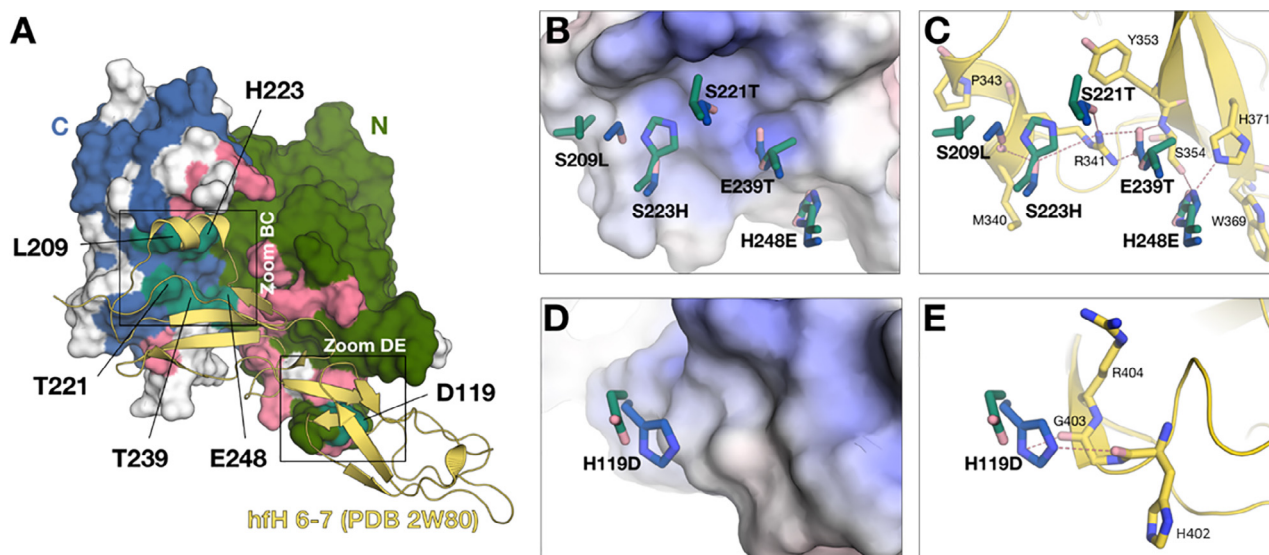 A
H223
C
N
L209
Zoom BC
Zoom DE
D119
T221
T239
E248
hfH 6-7 (PDB 2W80)
B
S221T
S209L
E239T
S223H
H248E
C
Y353
P343
S221T
H371
S209L
R341
S354
E239T
S223H
M340
W369
H248E
D
H119D
E
R404
G403
H119D
H402